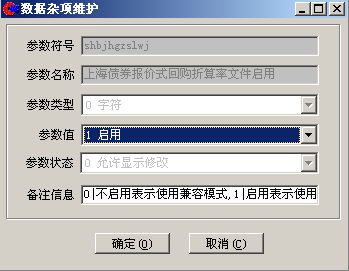 数据杂项维护
参数符号 shbjhgzslwj
参数名称 上海债券报价式回购折算率文件启用
参数类型 0 字符
参数值 1 启用
参数状态 0 允许显示修改
备注信息 0|不启用表示使用兼容模式,1|启用表示使用
确定(O) 取消(C)